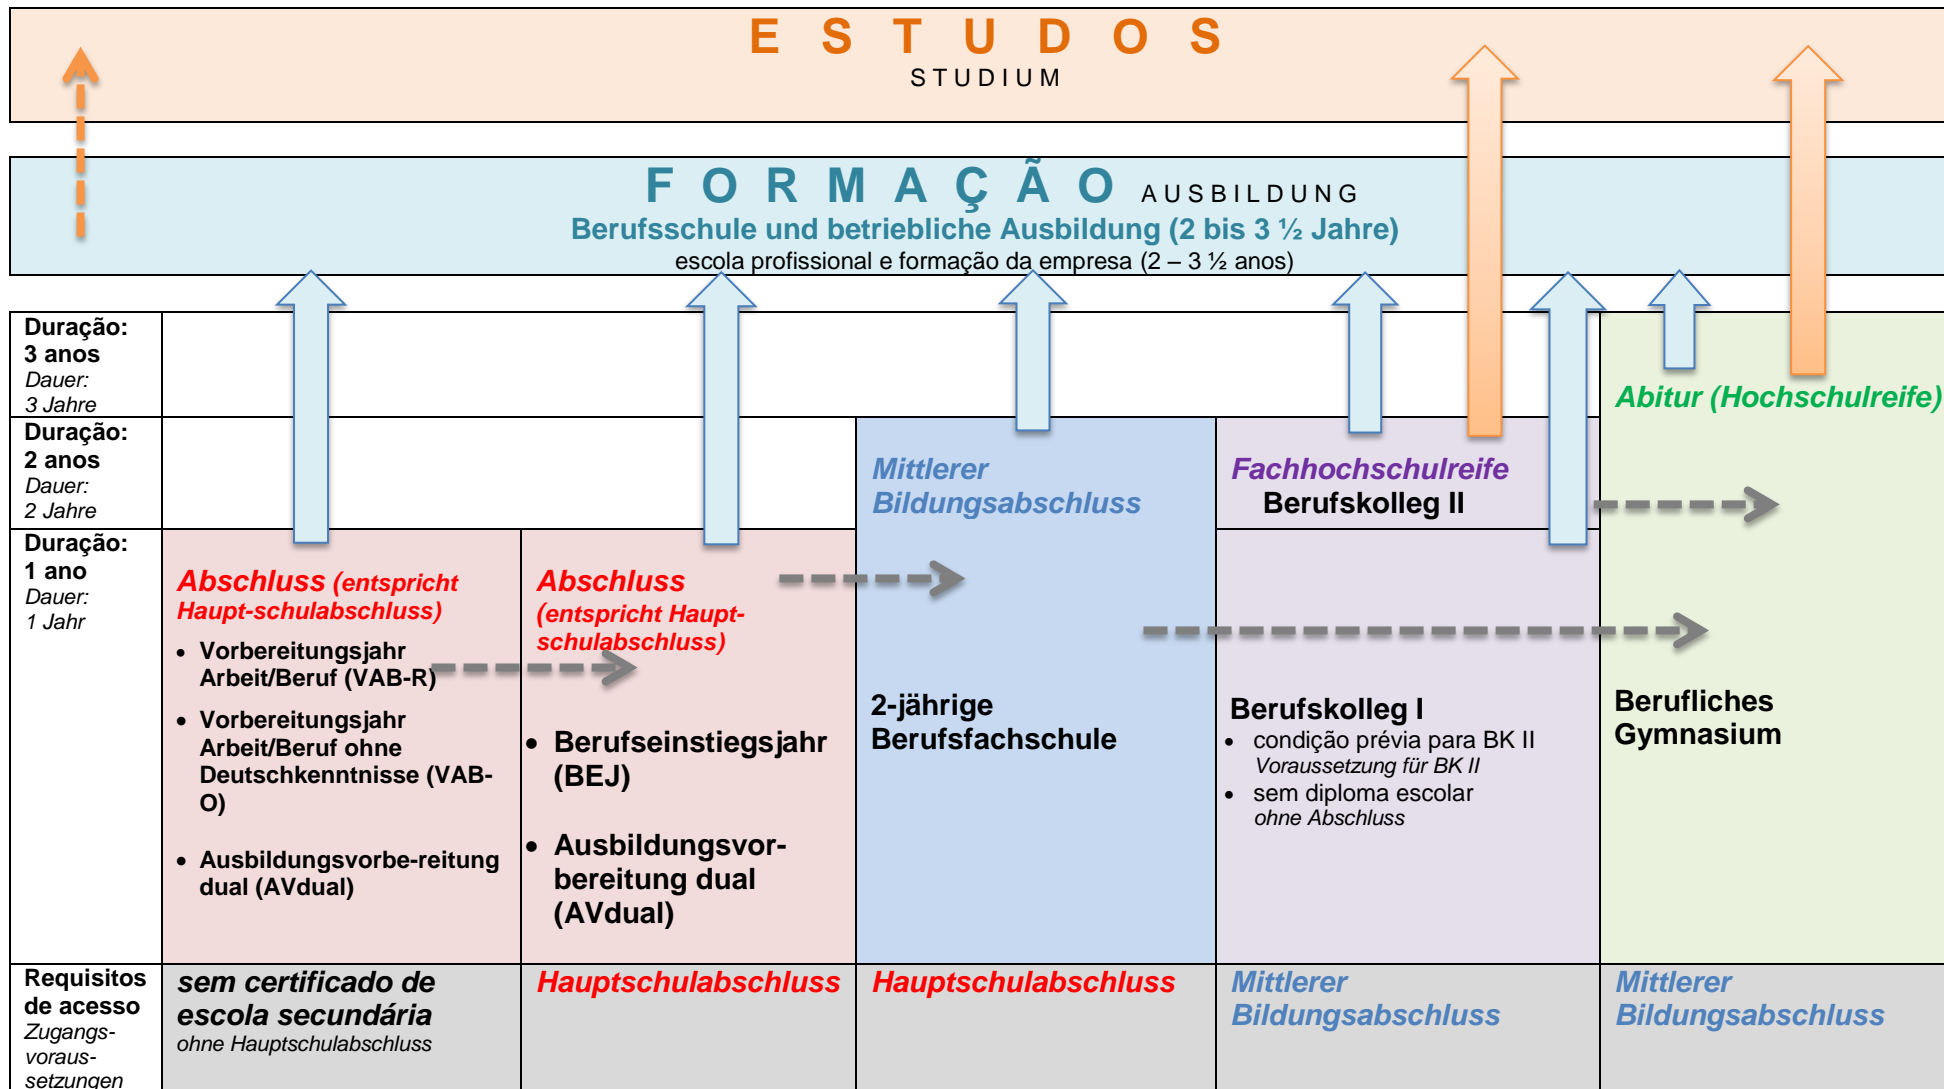 E S T U D O S
S T U D I U M
F O R M A Ç Ã O A U S B I L D U N G
Berufsschule und betriebliche Ausbildung (2 bis 3 ½ Jahre)
escola profissional e formação da empresa (2 – 3 ½ anos)
Duração:
3 anos
Dauer:
3 Jahre
Abitur (Hochschulreife)
Duração:
2 anos
Dauer:
2 Jahre
Mittlerer
Bildungsabschluss
Fachhochschulreife
Berufskolleg II
Duração:
1 ano
Dauer:
1 Jahr
Abschluss (entspricht
Haupt-schulabschluss)
• Vorbereitungsjahr
Arbeit/Beruf (VAB-R)
• Vorbereitungsjahr
Arbeit/Beruf ohne
Deutschkenntnisse (VAB-
O)
• Ausbildungsvorbe-reitung
dual (AVdual)
Abschluss
(entspricht Haupt-
schulabschluss)
• Berufseinstiegsjahr
(BEJ)
• Ausbildungsvor-
bereitung dual
(AVdual)
2-jährige
Berufsfachschule
Berufskolleg I
• condição prévia para BK II
Voraussetzung für BK II
• sem diploma escolar
ohne Abschluss
Berufliches
Gymnasium
Requisitos
de acesso
Zugangs-
voraus-
setzungen
sem certificado de
escola secundária
ohne Hauptschulabschluss
Hauptschulabschluss
Hauptschulabschluss
Mittlerer
Bildungsabschluss
Mittlerer
Bildungsabschluss